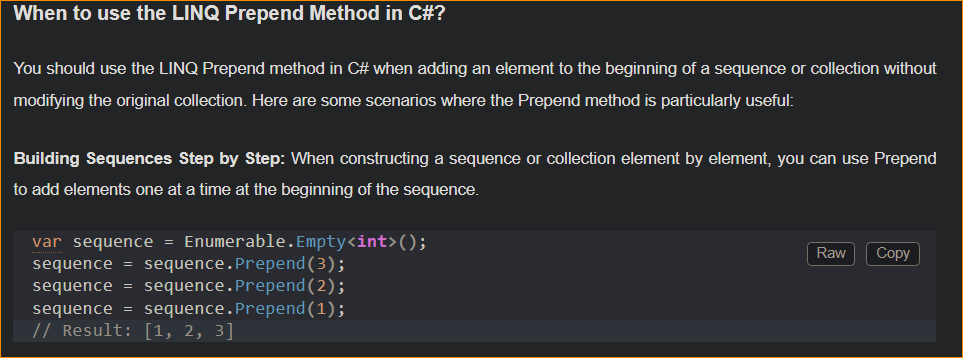 When to use the LINQ Prepend Method in C#?
You should use the LINQ Prepend method in C# when adding an element to the beginning of a sequence or collection without
modifying the original collection. Here are some scenarios where the Prepend method is particularly useful:
Building Sequences Step by Step: When constructing a sequence or collection element by element, you can use Prepend
to add elements one at a time at the beginning of the sequence.
var sequence = Enumerable.Empty<int>();
sequence = sequence.Prepend(3);
sequence = sequence.Prepend(2);
sequence = sequence.Prepend(1);
// Result: [1, 2, 3]
Raw
Copy